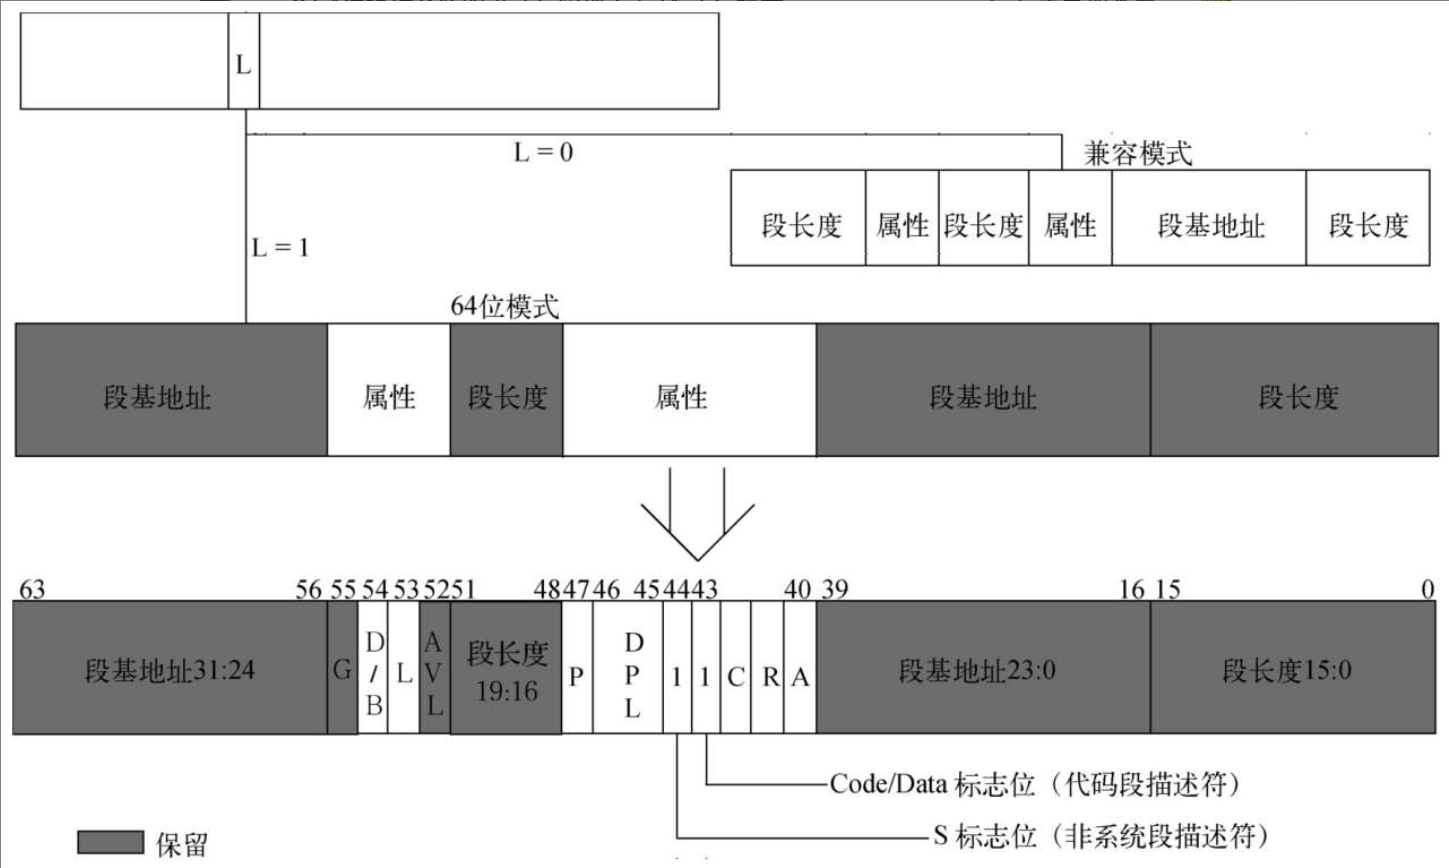 L
L = 0
兼容模式
段长度 属性 段长度 属性 段基地址 段长度
L = 1
64位模式
段基地址 属性 段长度 属性 段基地址 段长度
63 56 55 54 53 52 51 48 47 46 45 44 43 40 39 16 15 0
段基地址31:24 G D/B L AVL 段长度19:16 P DPL 1 1 C R A 段基地址23:0 段长度15:0
Code/Data 标志位（代码段描述符）
S 标志位（非系统段描述符）
保留